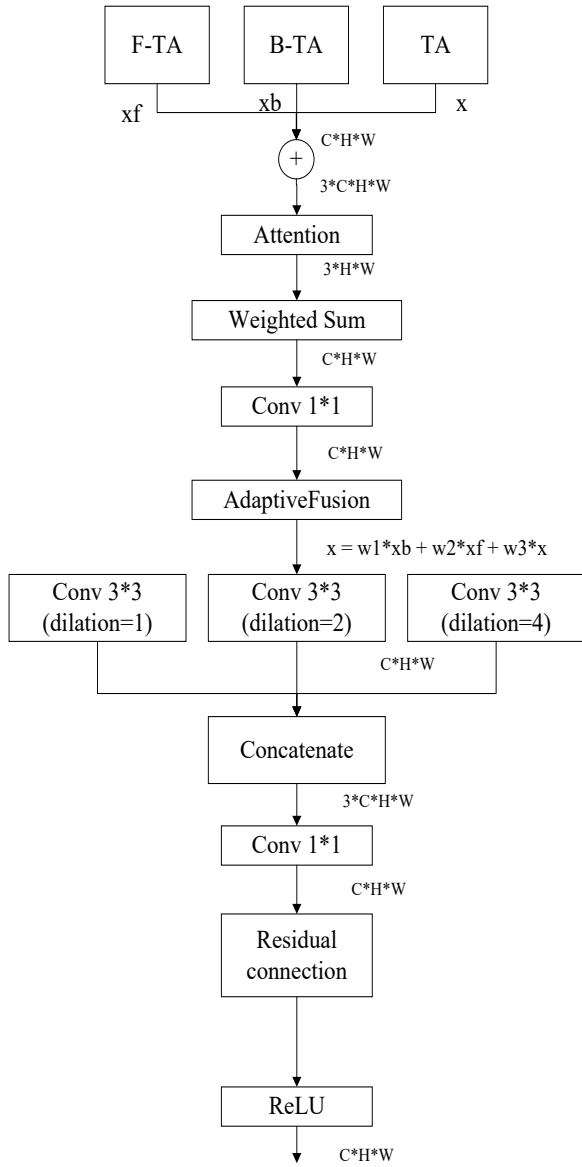 F-TA
B-TA
TA
xf
xb
x
C*H*W
+
3*C*H*W
Attention
3*H*W
Weighted Sum
C*H*W
Conv 1*1
C*H*W
AdaptiveFusion
x = w1*xb + w2*xf + w3*x
Conv 3*3
(dilation=1)
Conv 3*3
(dilation=2)
Conv 3*3
(dilation=4)
C*H*W
Concatenate
3*C*H*W
Conv 1*1
C*H*W
Residual
connection
ReLU
C*H*W